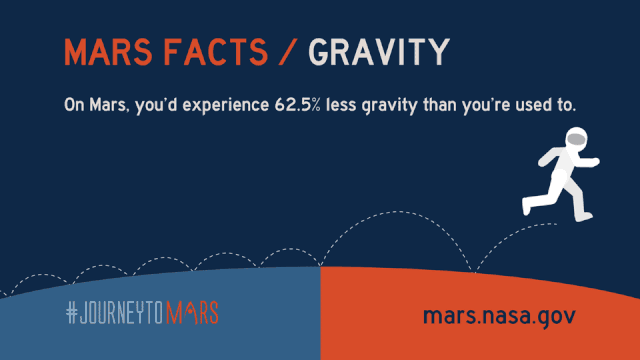 MARS FACTS / GRAVITY
On Mars, you'd experience 62.5% less gravity than you're used to.
#JOURNEYTOMARS
mars.nasa.gov